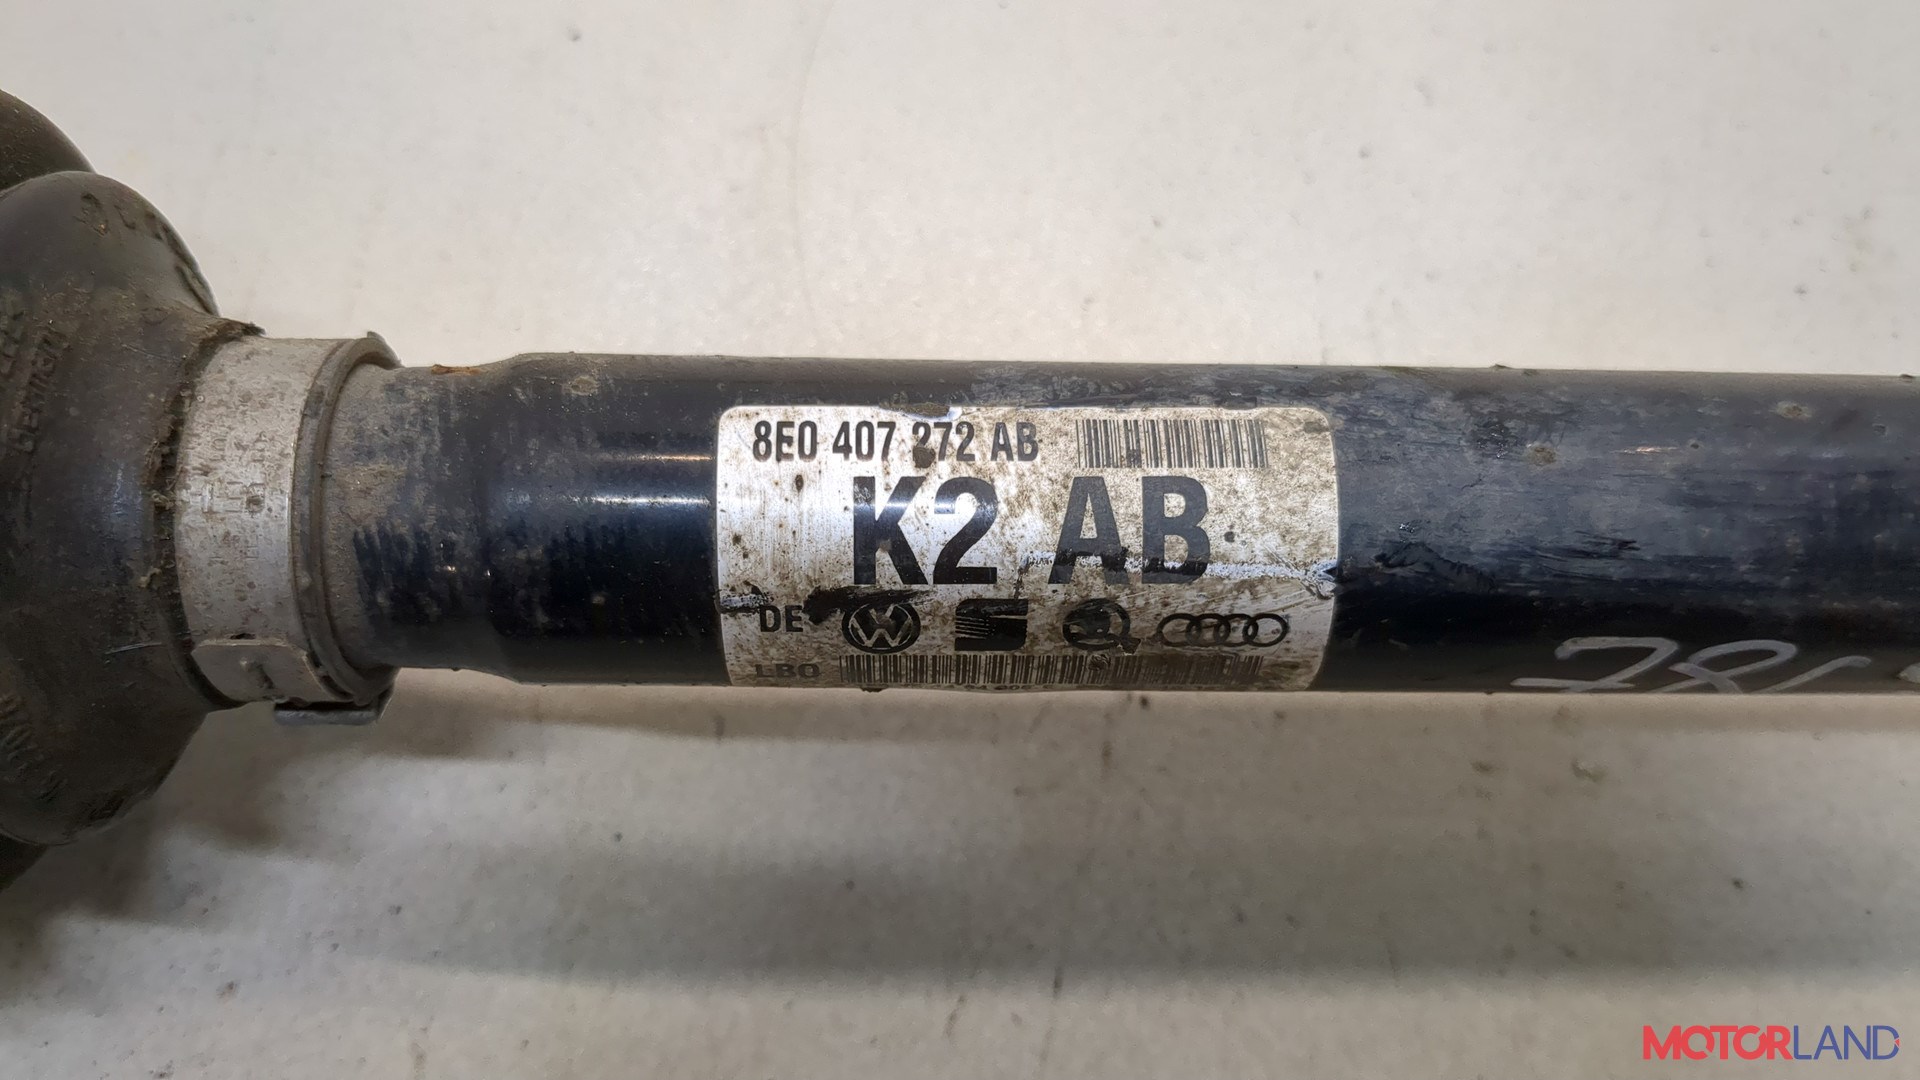 8E0 407 272 AB
K2 AB
DE
LBO
MOTORLAND